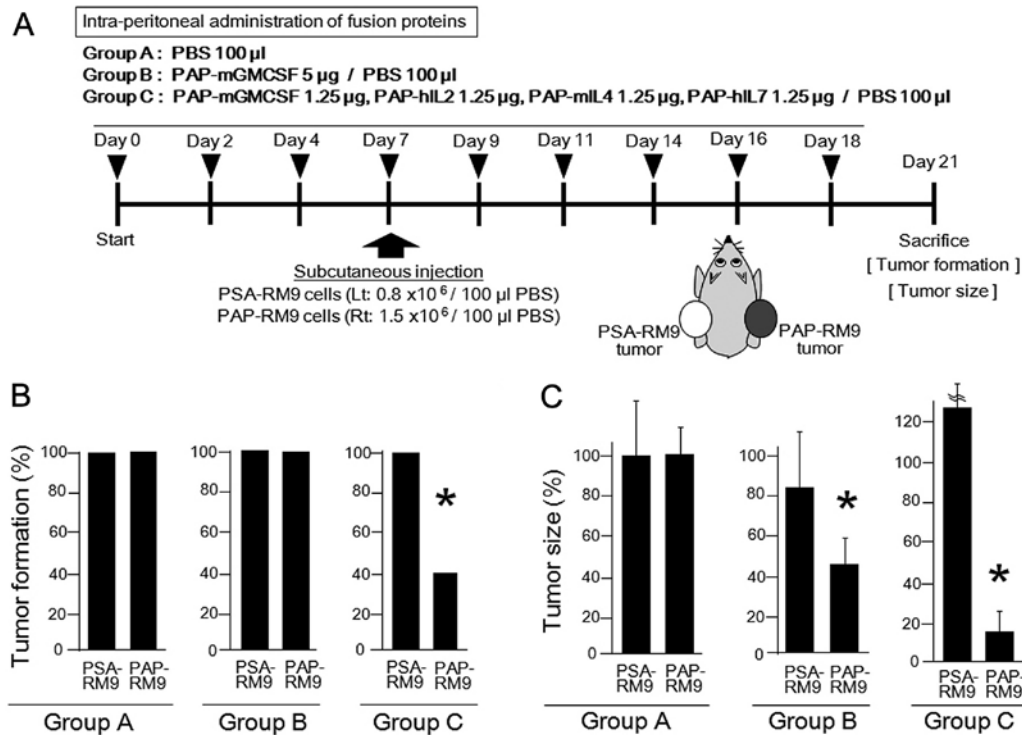 A
Intra-peritoneal administration of fusion proteins
Group A : PBS 100 µl
Group B : PAP-mGMCSF 5 µg / PBS 100 µl
Group C : PAP-mGMCSF 1.25 µg, PAP-hIL2 1.25 µg, PAP-mIL4 1.25 µg, PAP-hIL7 1.25 µg / PBS 100 µl
Day 0 Day 2 Day 4 Day 7 Day 9 Day 11 Day 14 Day 16 Day 18 Day 21
Start
Subcutaneous injection
PSA-RM9 cells (Lt: 0.8 x10⁶ / 100 µl PBS)
PAP-RM9 cells (Rt: 1.5 x10⁶ / 100 µl PBS)
PSA-RM9
tumor
PAP-RM9
tumor
Sacrifice
[ Tumor formation ]
[ Tumor size ]
B
Tumor formation (%)
100
80
60
40
20
0
PSA-
RM9
PAP-
RM9
Group A
100
80
60
40
20
0
PSA-
RM9
PAP-
RM9
Group B
100
80
60
40
20
0
*
PSA-
RM9
PAP-
RM9
Group C
C
Tumor size (%)
100
80
60
40
20
0
PSA-
RM9
PAP-
RM9
Group A
100
80
60
40
20
0
*
PSA-
RM9
PAP-
RM9
Group B
120
120
80
60
40
20
0
*
PSA-
RM9
PAP-
RM9
Group C